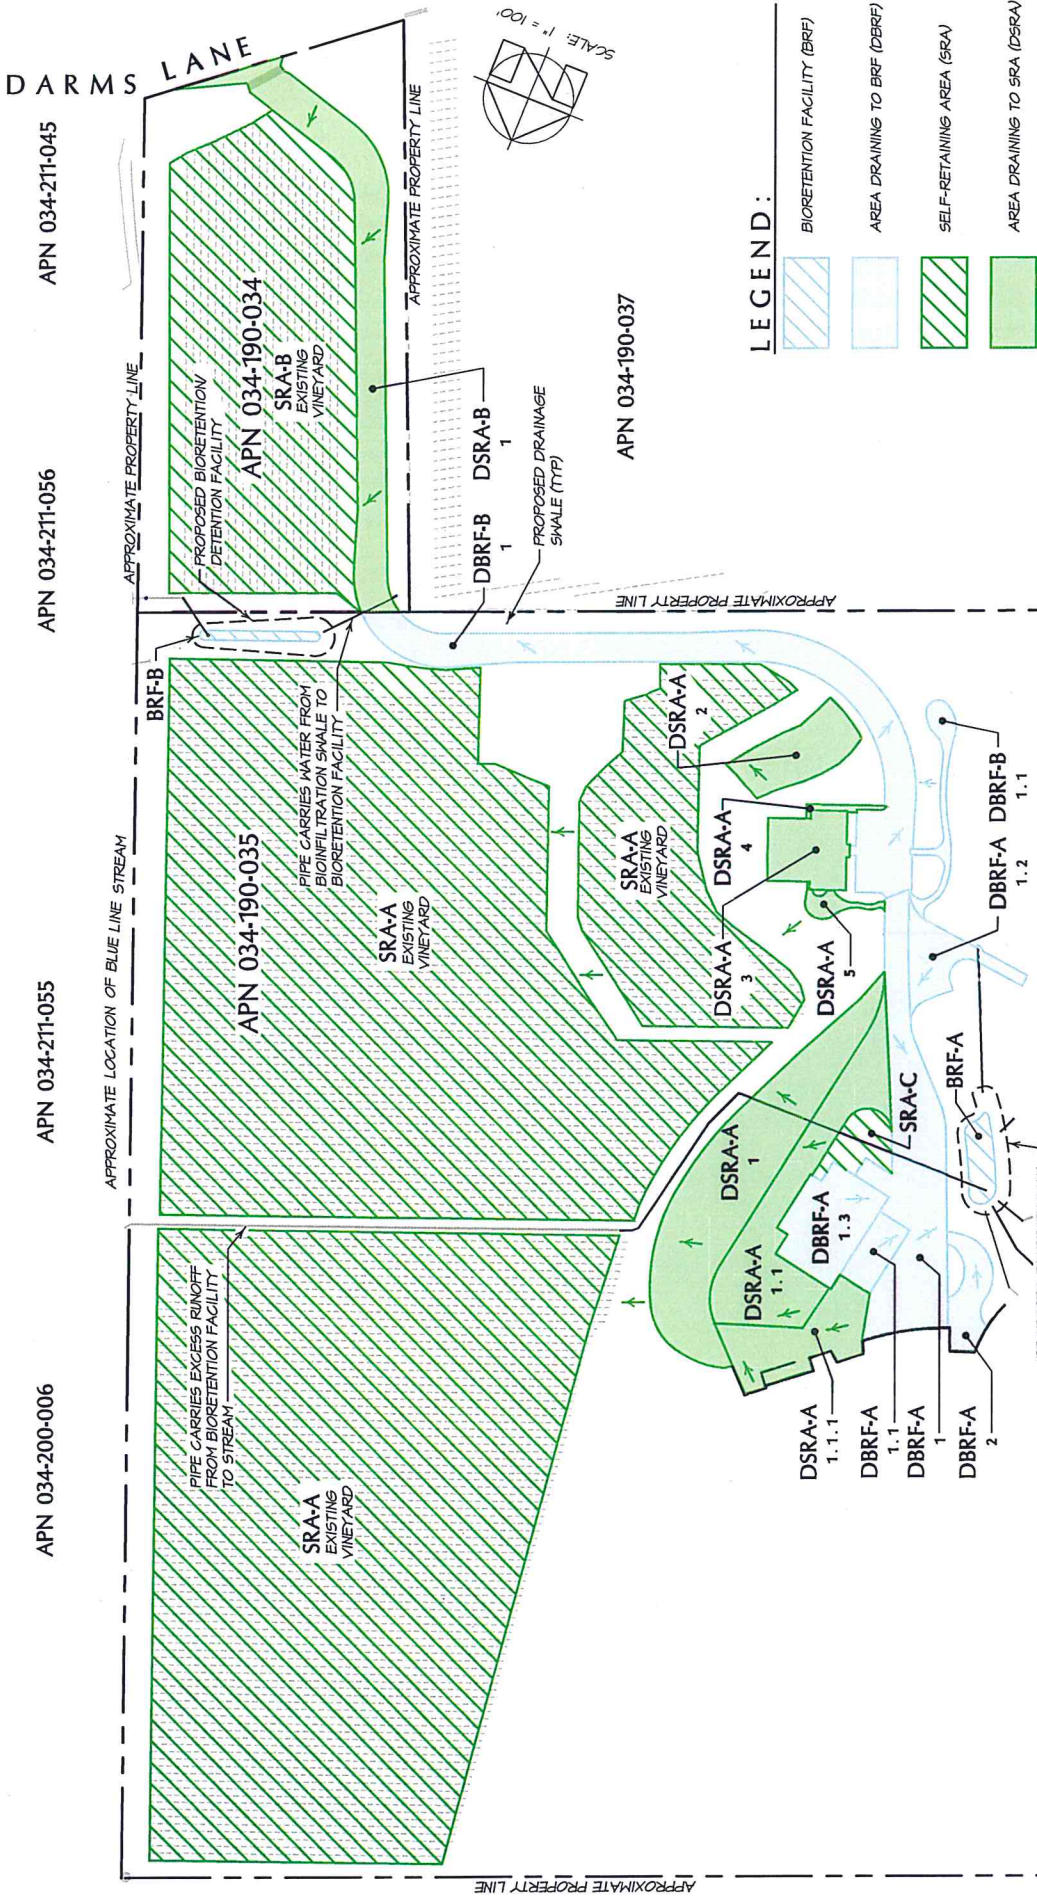 DARMS LANE
APN 034-211-045
APN 034-211-056
APN 034-211-055
APN 034-200-006
APPROXIMATE PROPERTY LINE
APPROXIMATE LOCATION OF BLUE LINE STREAM
SCALE: 1" = 100'
APPROXIMATE PROPERTY LINE
APN 034-190-034
SRA-B
EXISTING
VINEYARD
PROPOSED BIORETENTION/
DETENTION FACILITY
BRF-B
PIPE CARRIES WATER FROM
BIOINFILTRATION SWALE TO
BIORETENTION FACILITY
APN 034-190-035
SRA-A
EXISTING
VINEYARD
PIPE CARRIES EXCESS RUNOFF
FROM BIORETENTION FACILITY
TO STREAM
SRA-A
EXISTING
VINEYARD
SRA-A
EXISTING
VINEYARD
DSRA-B
1
DBRF-B
1
PROPOSED DRAINAGE
SWALE (TYP)
APN 034-190-037
APPROXIMATE PROPERTY LINE
DSRA-A
2
DSRA-A
4
DSRA-A
3
DSRA-A
5
DBRF-B
1.1
DBRF-A
1.2
BRF-A
SRA-C
DSRA-A
1
DSRA-A
1.1
DBRF-A
1.3
DSRA-A
1.1.1
DBRF-A
1.1
DBRF-A
1
DBRF-A
2
APPROXIMATE PROPERTY LINE
LEGEND:
BIORETENTION FACILITY (BRF)
AREA DRAINING TO BRF (DBRF)
SELF-RETAINING AREA (SRA)
AREA DRAINING TO SRA (DSRA)